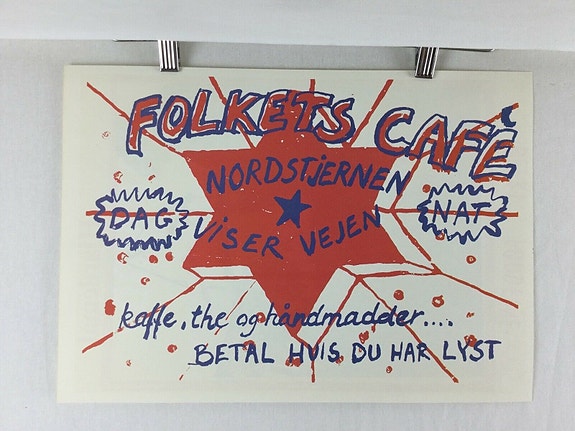 FOLKETS CAFÉ
NORDSTJERNEN
DAG
NAT
VISER VEJEN
kaffe, the og håndmadder....
BETAL HVIS DU HAR LYST